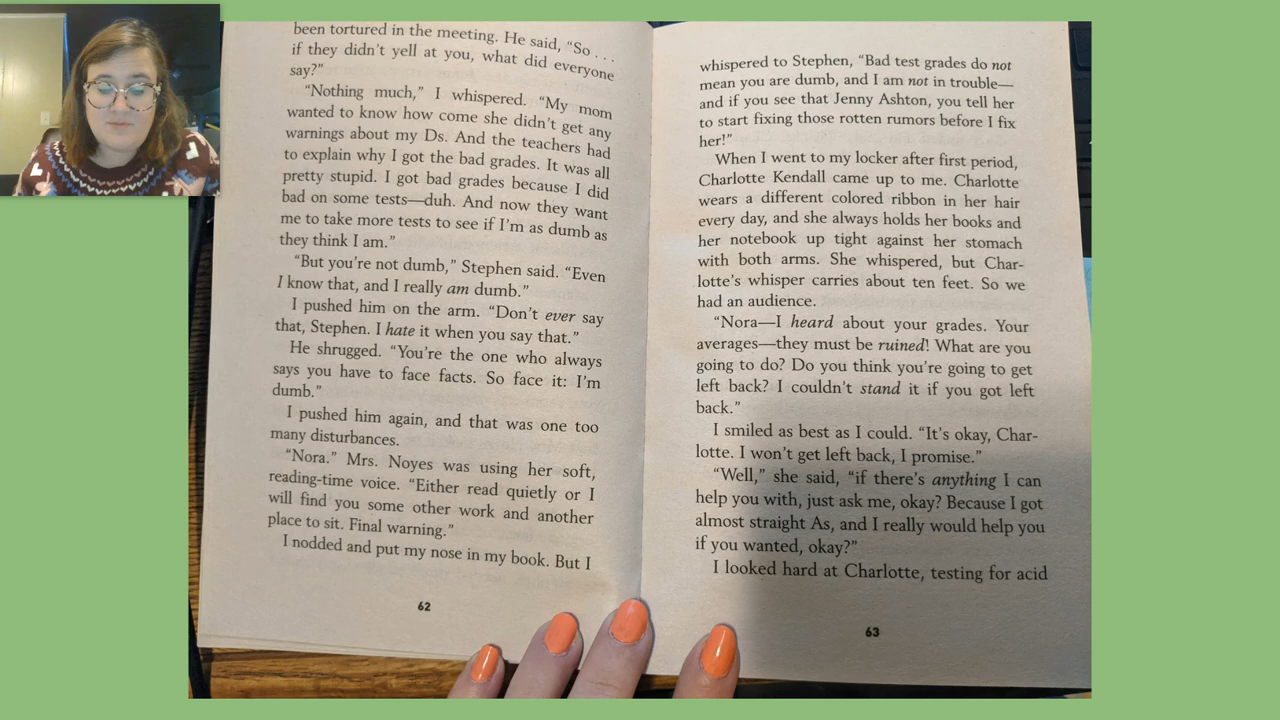 been tortured in the meeting. He said, “So . . .
if they didn’t yell at you, what did everyone
say?”
“Nothing much,” I whispered. “My mom
wanted to know how come she didn’t get any
warnings about my Ds. And the teachers had
to explain why I got the bad grades. It was all
pretty stupid. I got bad grades because I did
bad on some tests—duh. And now they want
me to take more tests to see if I’m as dumb as
they think I am.”
“But you’re not dumb,” Stephen said. “Even
I know that, and I really am dumb.”
I pushed him on the arm. “Don’t ever say
that, Stephen. I hate it when you say that.”
He shrugged. “You’re the one who always
says you have to face facts. So face it: I’m
dumb.”
I pushed him again, and that was one too
many disturbances.
“Nora.” Mrs. Noyes was using her soft,
reading-time voice. “Either read quietly or I
will find you some other work and another
place to sit. Final warning.”
I nodded and put my nose in my book. But I
62
whispered to Stephen, “Bad test grades do not
mean you are dumb, and I am not in trouble—
and if you see that Jenny Ashton, you tell her
to start fixing those rotten rumors before I fix
her!”
When I went to my locker after first period,
Charlotte Kendall came up to me. Charlotte
wears a different colored ribbon in her hair
every day, and she always holds her books and
her notebook up tight against her stomach
with both arms. She whispered, but Char-
lotte’s whisper carries about ten feet. So we
had an audience.
“Nora—I heard about your grades. Your
averages—they must be ruined! What are you
going to do? Do you think you’re going to get
left back? I couldn’t stand it if you got left
back.”
I smiled as best as I could. “It’s okay, Char-
lotte. I won’t get left back, I promise.”
“Well,” she said, “if there’s anything I can
help you with, just ask me, okay? Because I got
almost straight As, and I really would help you
if you wanted, okay?”
I looked hard at Charlotte, testing for acid
63